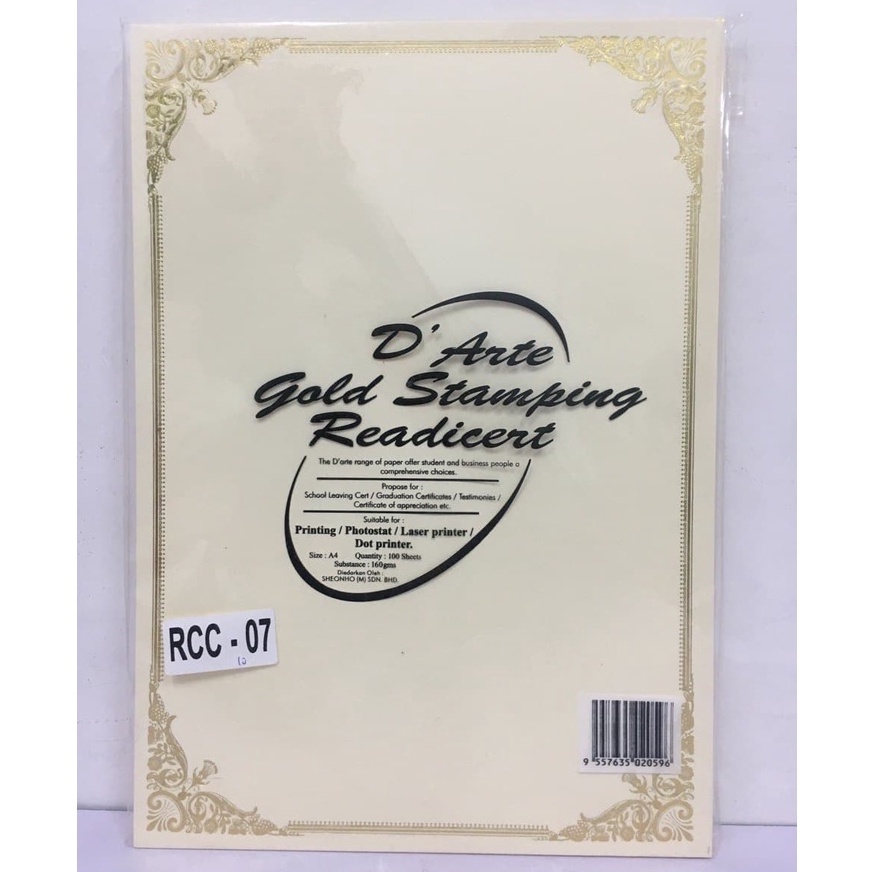 D' Arte
Gold Stamping
Readicert
The D'arte range of paper offer student and business people a
comprehensive choices.
Propose for :
School Leaving Cert / Graduation Certificates / Testimonies /
Certificate of appreciation etc.
Suitable for :
Printing / Photostat / Laser printer /
Dot printer.
Size : A4 Quantity : 100 Sheets
Substance : 160gms
Diedarkan Oleh :
SHEONHO (M) SDN. BHD.
RCC - 07
10
9 557635 020596